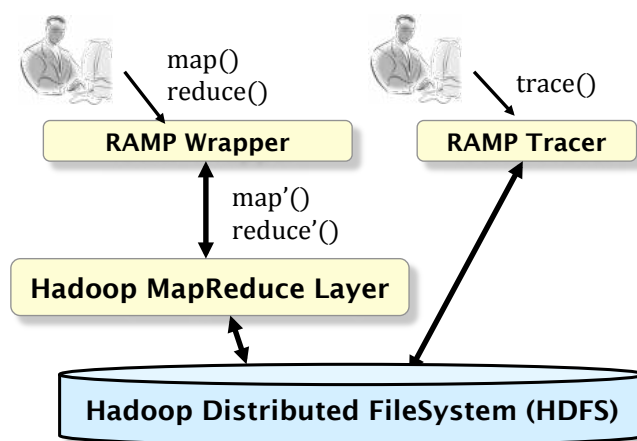 map()
reduce()
trace()
RAMP Wrapper
RAMP Tracer
map’()
reduce’()
Hadoop MapReduce Layer
Hadoop Distributed FileSystem (HDFS)